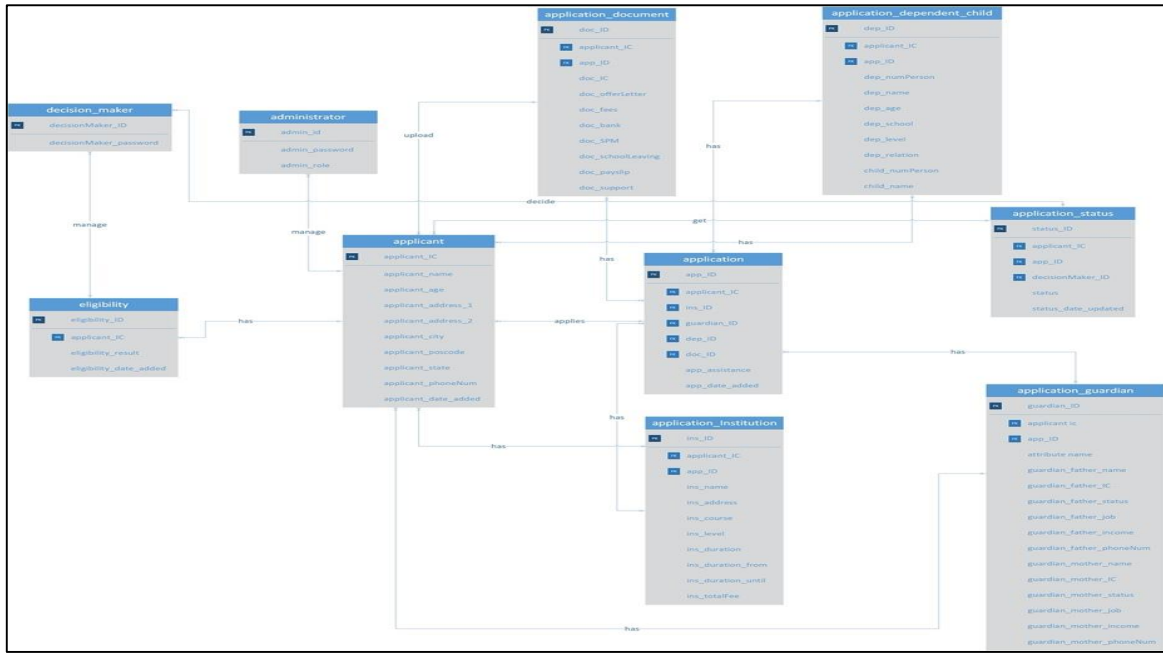 application_document
PK doc_ID
FK applicant_IC
FK app_ID
doc_IC
doc_offerLetter
doc_fees
doc_bank
doc_SPM
doc_schoolLeaving
doc_payslip
doc_support
application_dependent_child
PK dep_ID
FK applicant_IC
FK app_ID
dep_numPerson
dep_name
dep_age
dep_school
dep_level
dep_relation
child_numPerson
child_name
decision_maker
PK decisionMaker_ID
decisionMaker_password
administrator
PK admin_id
admin_password
admin_role
upload
has
decide
get
manage
manage
has
has
application_status
PK status_ID
FK applicant_IC
FK app_ID
FK decisionMaker_ID
status
status_date_updated
applicant
PK applicant_IC
applicant_name
applicant_age
applicant_address_1
applicant_address_2
applicant_city
applicant_poscode
applicant_state
applicant_phoneNum
applicant_date_added
application
PK app_ID
FK applicant_IC
FK ins_ID
FK guardian_ID
FK dep_ID
FK doc_ID
app_assistance
app_date_added
eligibility
PK eligibility_ID
FK applicant_IC
eligibility_result
eligibility_date_added
has
applies
has
has
has
has
application_Institution
PK ins_ID
FK applicant_IC
FK app_ID
ins_name
ins_address
ins_course
ins_level
ins_duration
ins_duration_from
ins_duration_until
ins_totalFee
application_guardian
PK guardian_ID
FK applicant ic
FK app_ID
attribute name
guardian_father_name
guardian_father_IC
guardian_father_status
guardian_father_job
guardian_father_income
guardian_father_phoneNum
guardian_mother_name
guardian_mother_IC
guardian_mother_status
guardian_mother_job
guardian_mother_income
guardian_mother_phoneNum